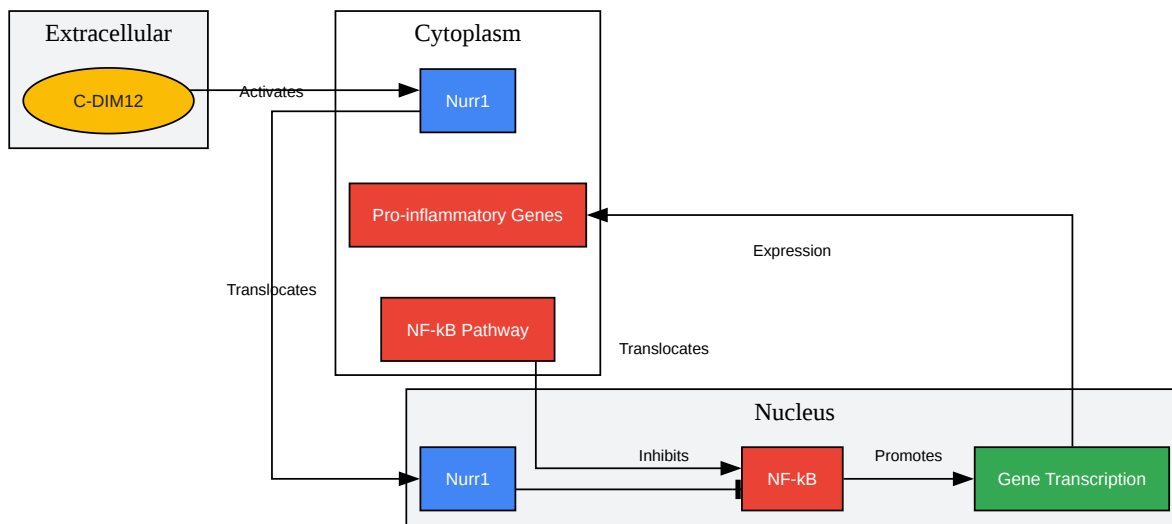 Extracellular
Cytoplasm
C-DIM12
Activates
Nurr1
Pro-inflammatory Genes
Expression
Translocates
NF-kB Pathway
Translocates
Nucleus
Nurr1
Inhibits
NF-kB
Promotes
Gene Transcription